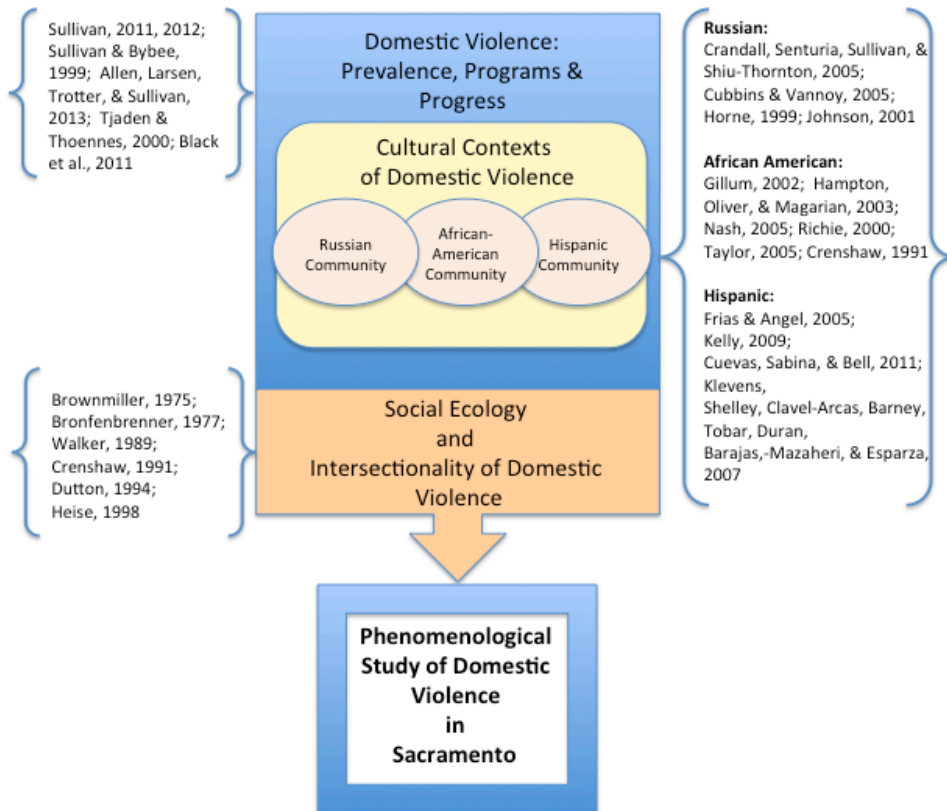 Sullivan, 2011, 2012;
Sullivan & Bybee,
1999;  Allen, Larsen,
Trotter, & Sullivan,
2013;  Tjaden &
Thoennes, 2000; Black
et al., 2011
Domestic Violence:
Prevalence, Programs &
Progress
Cultural Contexts
of Domestic Violence
Russian
Community
African-
American
Community
Hispanic
Community
Russian:
Crandall, Senturia, Sullivan, &
Shiu-Thornton, 2005;
Cubbins & Vannoy, 2005;
Horne, 1999; Johnson, 2001
African American:
Gillum, 2002;  Hampton,
Oliver, & Magarian, 2003;
Nash, 2005; Richie, 2000;
Taylor, 2005; Crenshaw, 1991
Hispanic:
Frias & Angel, 2005;
Kelly, 2009;
Cuevas, Sabina, & Bell, 2011;
Klevens,
Shelley, Clavel-Arcas, Barney,
Tobar, Duran,
Barajas,-Mazaheri, & Esparza,
2007
Brownmiller, 1975;
Bronfenbrenner, 1977;
Walker, 1989;
Crenshaw, 1991;
Dutton, 1994;
Heise, 1998
Social Ecology
and
Intersectionality of Domestic
Violence
Phenomenological
Study of Domestic
Violence
in
Sacramento